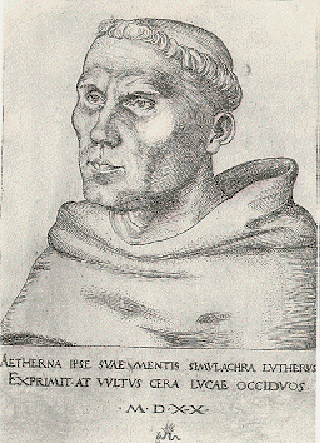 AETHERNA IPSE SVAE MENTIS SIMVLACHRA LVTHERVS
EXPRIMIT·AT VVLTVS CERA LVCAE OCCIDVOS
·M·D·X·X·